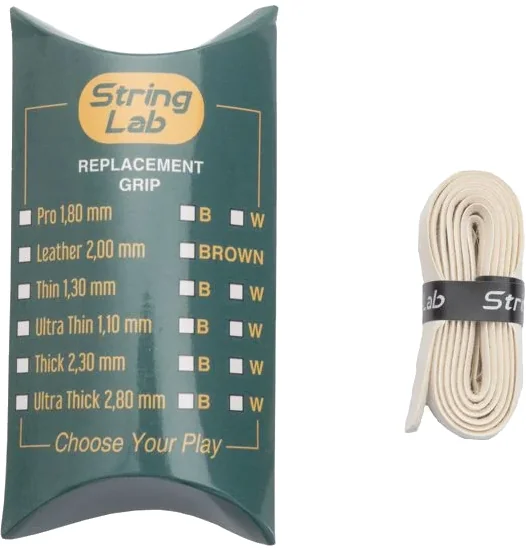 String
Lab
REPLACEMENT
GRIP
Pro 1,80 mm B W
Leather 2,00 mm BROWN
Thin 1,30 mm B W
Ultra Thin 1,10 mm B W
Thick 2,30 mm B W
Ultra Thick 2,80 mm B W
Choose Your Play
Lab Str